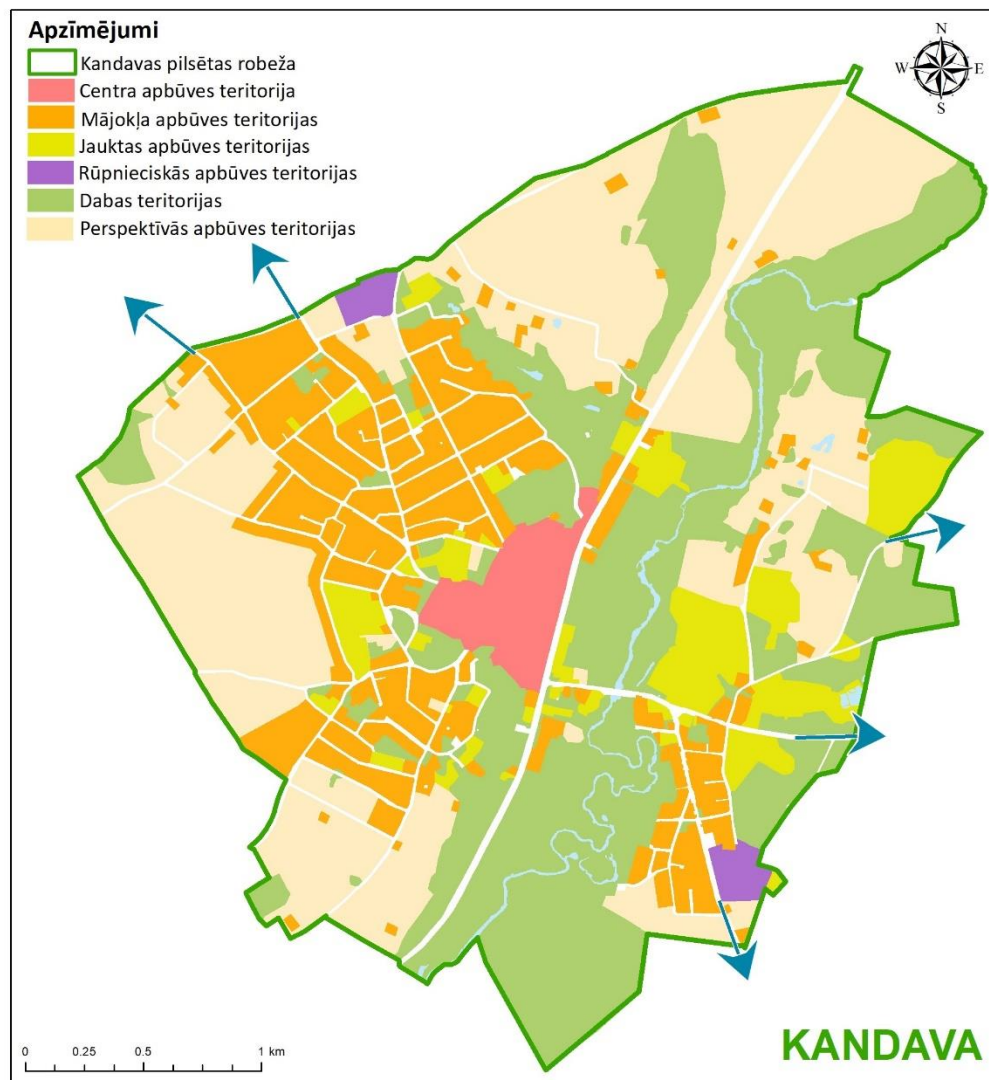 Apzīmējumi
Kandavas pilsētas robeža
Centra apbūves teritorija
Mājokļa apbūves teritorijas
Jauktas apbūves teritorijas
Rūpnieciskās apbūves teritorijas
Dabas teritorijas
Perspektīvās apbūves teritorijas
N
W E
S
0 0.25 0.5 1 km
KANDAVA